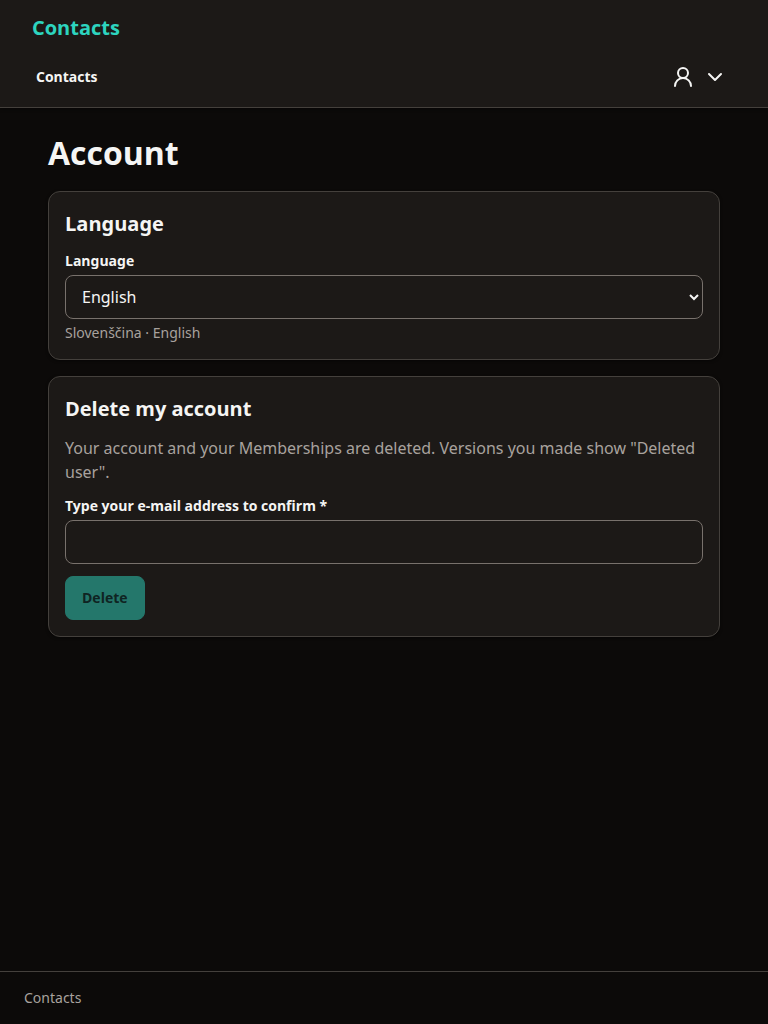 Contacts
Contacts
Account
Language
Language
English
Slovenščina · English
Delete my account
Your account and your Memberships are deleted. Versions you made show "Deleted
user".
Type your e-mail address to confirm *
Delete
Contacts